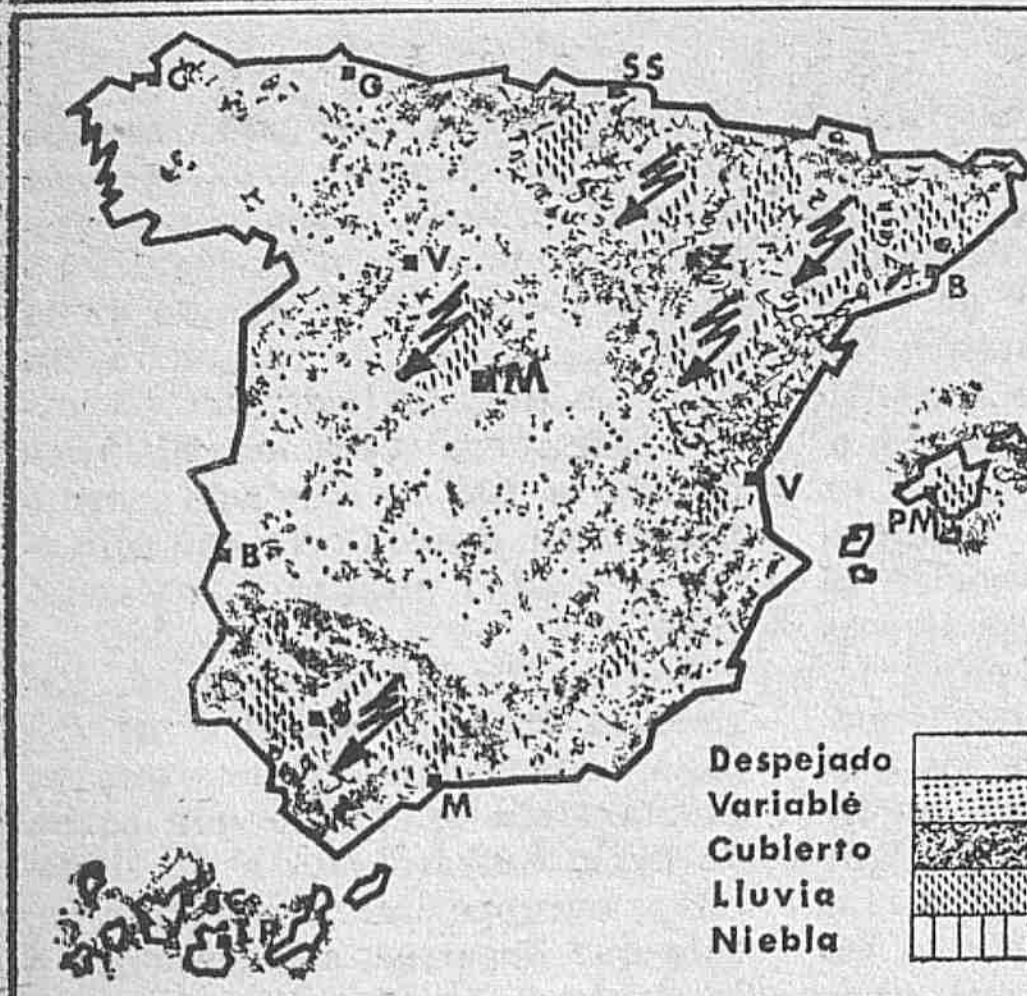 C
G
SS
V
B
M
V
PM
B
M
Despejado
Variable
Cubierto
Lluvia
Niebla